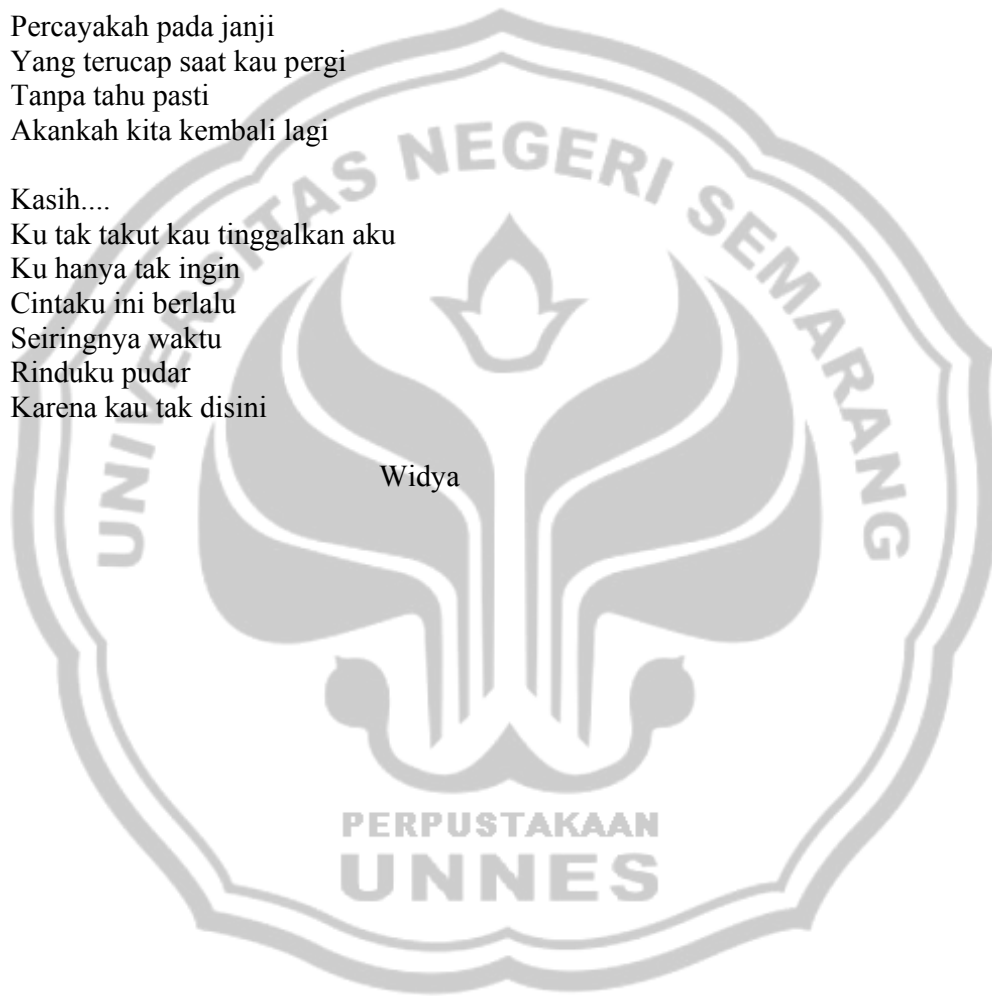 Percayakah pada janji
Yang terucap saat kau pergi
Tanpa tahu pasti
Akankah kita kembali lagi
Kasih....
Ku tak takut kau tinggalkan aku
Ku hanya tak ingin
Cintaku ini berlalu
Seiringnya waktu
Rinduku pudar
Karena kau tak disini
Widya
UNIVERSITAS NEGERI SEMARANG
PERPUSTAKAAN
UNNES